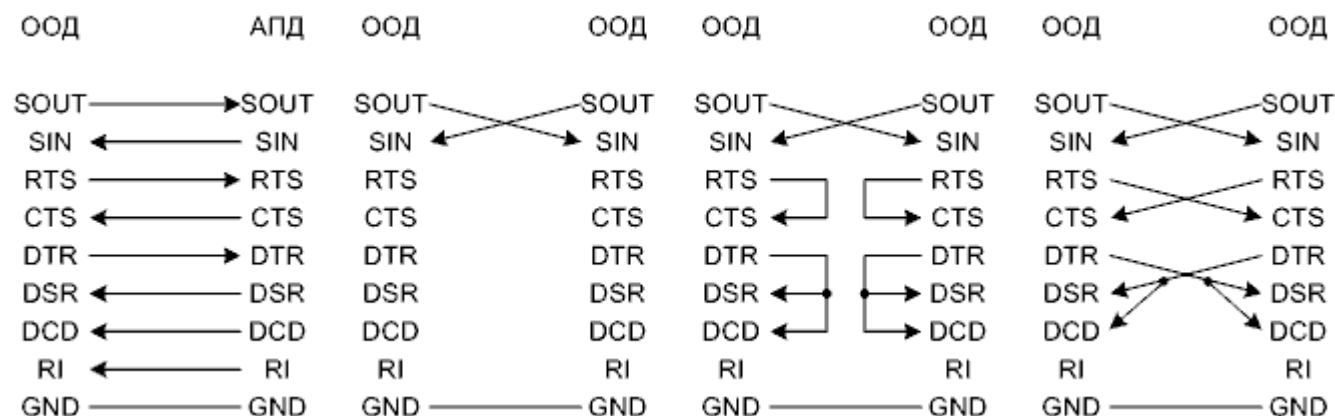 ООД АПД ООД ООД ООД ООД ООД ООД
SOUT SOUT SOUT SOUT SOUT SOUT SOUT SOUT
SIN SIN SIN SIN SIN SIN SIN SIN
RTS RTS RTS RTS RTS RTS RTS RTS
CTS CTS CTS CTS CTS CTS CTS CTS
DTR DTR DTR DTR DTR DTR DTR DTR
DSR DSR DSR DSR DSR DSR DSR DSR
DCD DCD DCD DCD DCD DCD DCD DCD
RI RI RI RI RI RI RI RI
GND GND GND GND GND GND GND GND